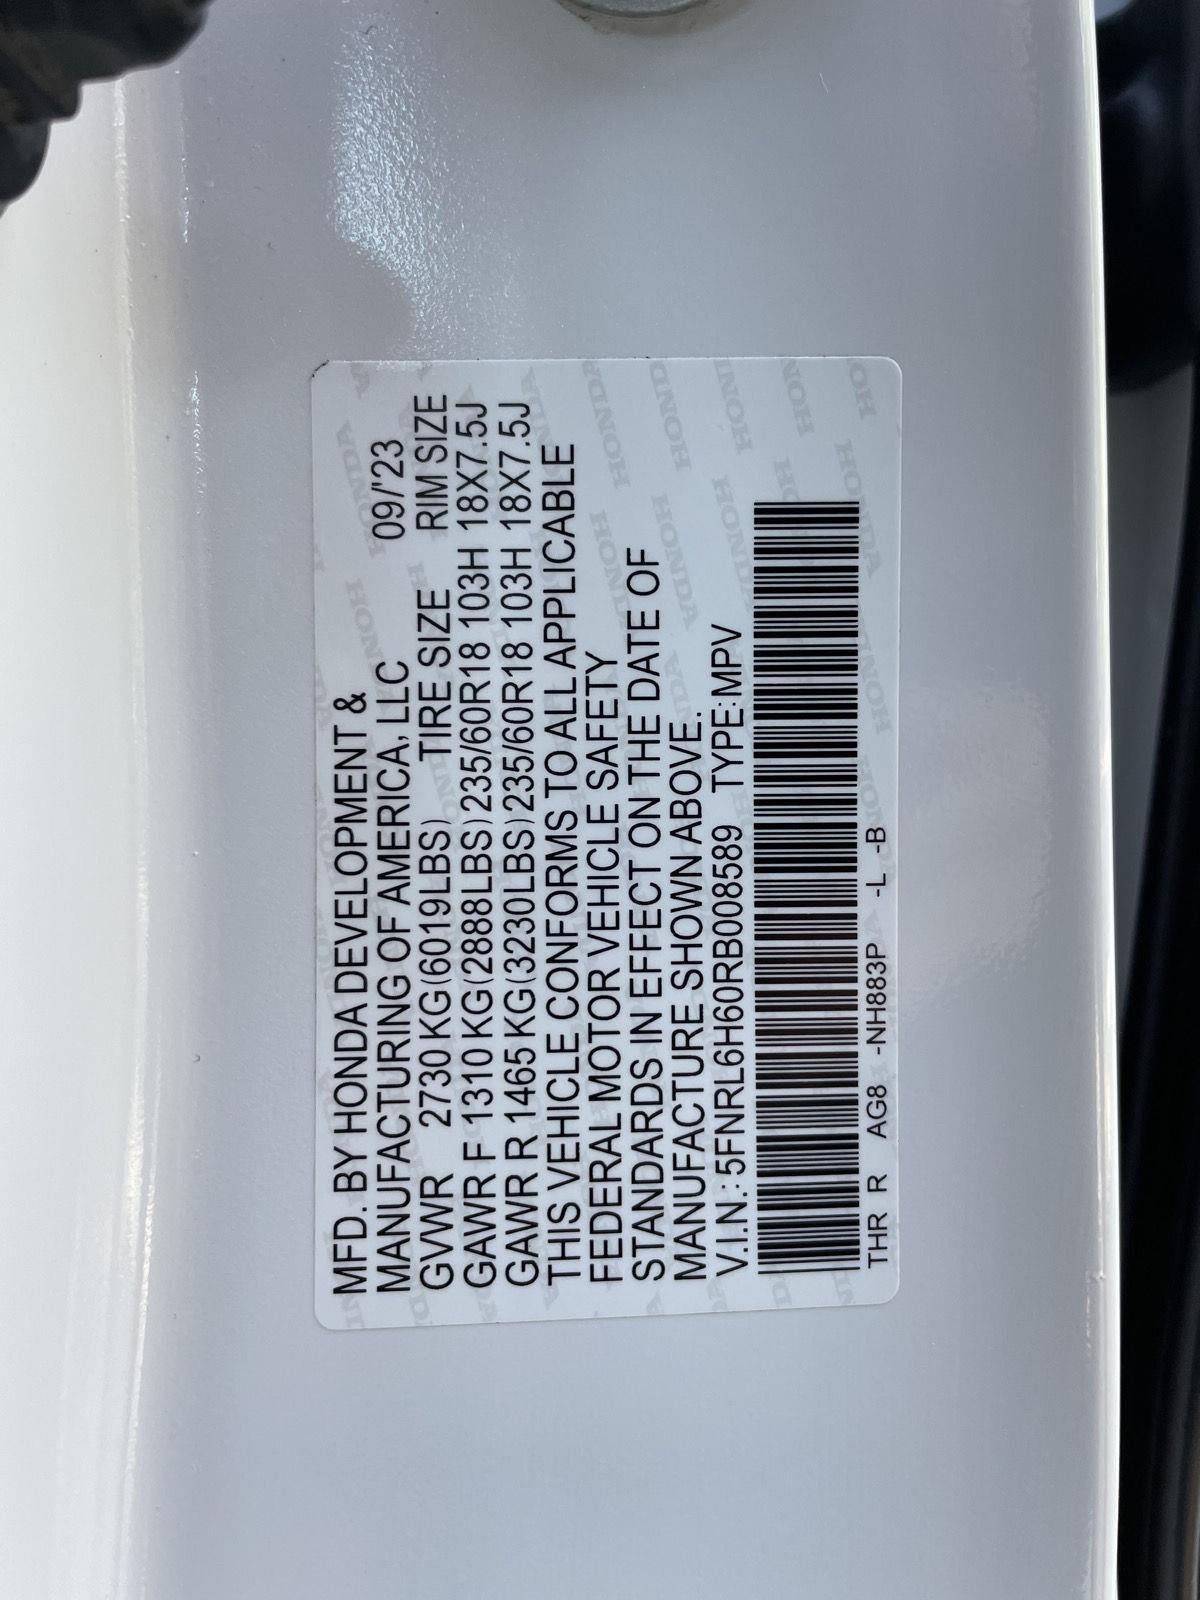 MFD. BY HONDA DEVELOPMENT &
MANUFACTURING OF AMERICA, LLC 09/'23
GVWR 2730 KG(6019LBS) TIRE SIZE RIM SIZE
GAWR F 1310 KG(2888LBS) 235/60R18 103H 18X7.5J
GAWR R 1465 KG(3230LBS) 235/60R18 103H 18X7.5J
THIS VEHICLE CONFORMS TO ALL APPLICABLE
FEDERAL MOTOR VEHICLE SAFETY
STANDARDS IN EFFECT ON THE DATE OF
MANUFACTURE SHOWN ABOVE.
V.I.N.: 5FNRL6H60RB008589 TYPE:MPV
THR R AG8 -NH883P -L -B